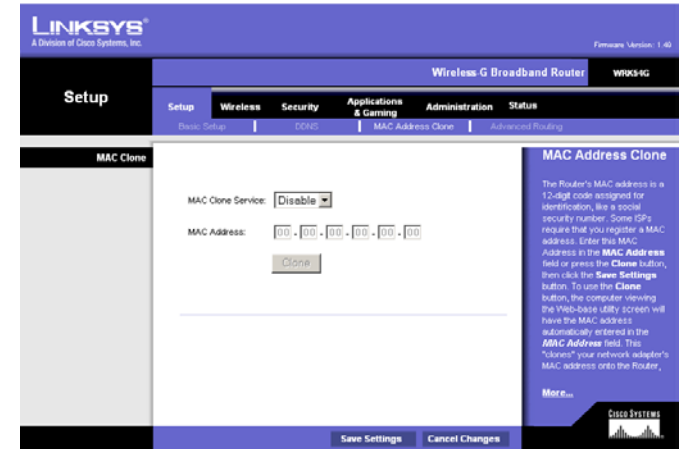 LINKSYS®
A Division of Cisco Systems, Inc.
Firmware Version: 1.40
Wireless-G Broadband Router WRK54G
Setup
Setup Wireless Security Applications & Gaming Administration Status
Basic Setup DDNS MAC Address Clone Advanced Routing
MAC Clone
MAC Clone Service: Disable
MAC Address: 00 - 00 - 00 - 00 - 00 - 00
Clone
MAC Address Clone
The Router's MAC address is a
12-digit code assigned for
identification, like a social
security number. Some ISPs
require that you register a MAC
address. Enter this MAC
Address in the MAC Address
field or press the Clone button,
then click the Save Settings
button. To use the Clone
button, the computer viewing
the Web-base utility screen will
have the MAC address
automatically entered in the
MAC Address field. This
"clones" your network adapter's
MAC address onto the Router.
More...
CISCO SYSTEMS
Save Settings Cancel Changes